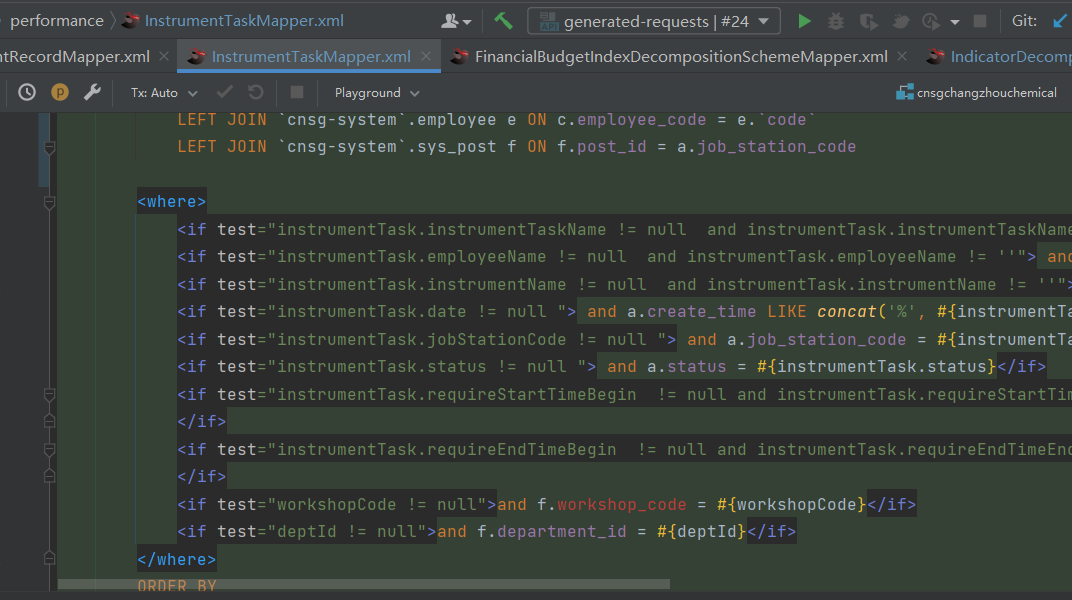 performance 〉 InstrumentTaskMapper.xml generated-requests | #24 Git:
ntRecordMapper.xml InstrumentTaskMapper.xml FinancialBudgetIndexDecompositionSchemeMapper.xml IndicatorDecomp
p Tx: Auto Playground cnsgchangzhouchemical
LEFT JOIN `cnsg-system`.employee e ON c.employee_code = e.`code`
LEFT JOIN `cnsg-system`.sys_post f ON f.post_id = a.job_station_code
<where>
<if test="instrumentTask.instrumentTaskName != null  and instrumentTask.instrumentTaskName
<if test="instrumentTask.employeeName != null  and instrumentTask.employeeName != ''"> and
<if test="instrumentTask.instrumentName != null  and instrumentTask.instrumentName != ''">
<if test="instrumentTask.date != null "> and a.create_time LIKE concat('%', #{instrumentTa
<if test="instrumentTask.jobStationCode != null "> and a.job_station_code = #{instrumentTa
<if test="instrumentTask.status != null "> and a.status = #{instrumentTask.status}</if>
<if test="instrumentTask.requireStartTimeBegin  != null and instrumentTask.requireStartTim
</if>
<if test="instrumentTask.requireEndTimeBegin  != null and instrumentTask.requireEndTimeEnd
</if>
<if test="workshopCode != null">and f.workshop_code = #{workshopCode}</if>
<if test="deptId != null">and f.department_id = #{deptId}</if>
</where>
ORDER BY